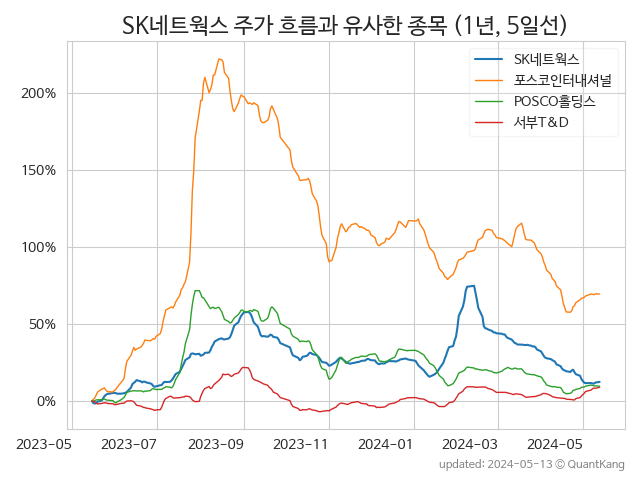 SK네트웍스 주가 흐름과 유사한 종목 (1년, 5일선)
SK네트웍스
포스코인터내셔널
POSCO홀딩스
서부T&D
200%
150%
100%
50%
0%
2023-05
2023-07
2023-09
2023-11
2024-01
2024-03
2024-05
updated: 2024-05-13 © QuantKang